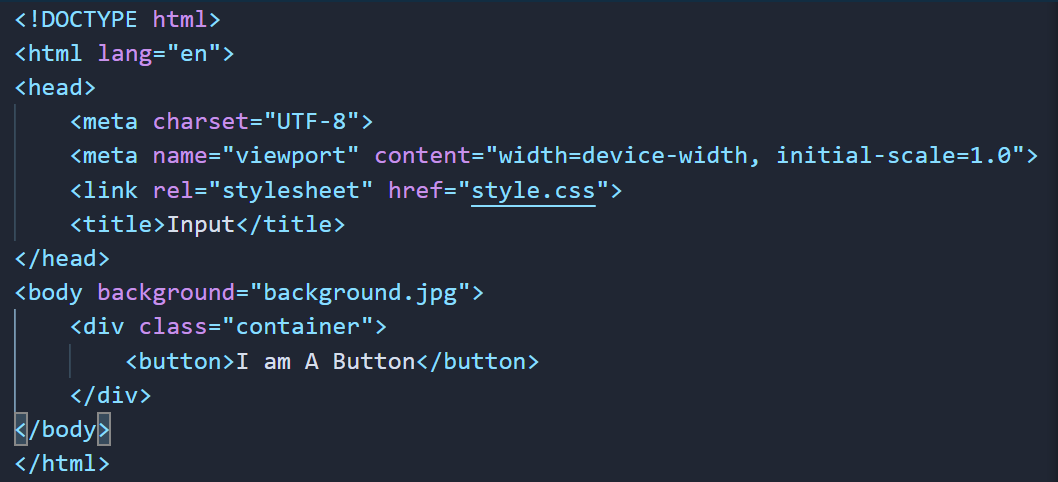 <!DOCTYPE html>
<html lang="en">
<head>
    <meta charset="UTF-8">
    <meta name="viewport" content="width=device-width, initial-scale=1.0">
    <link rel="stylesheet" href="style.css">
    <title>Input</title>
</head>
<body background="background.jpg">
    <div class="container">
        <button>I am A Button</button>
    </div>
</body>
</html>